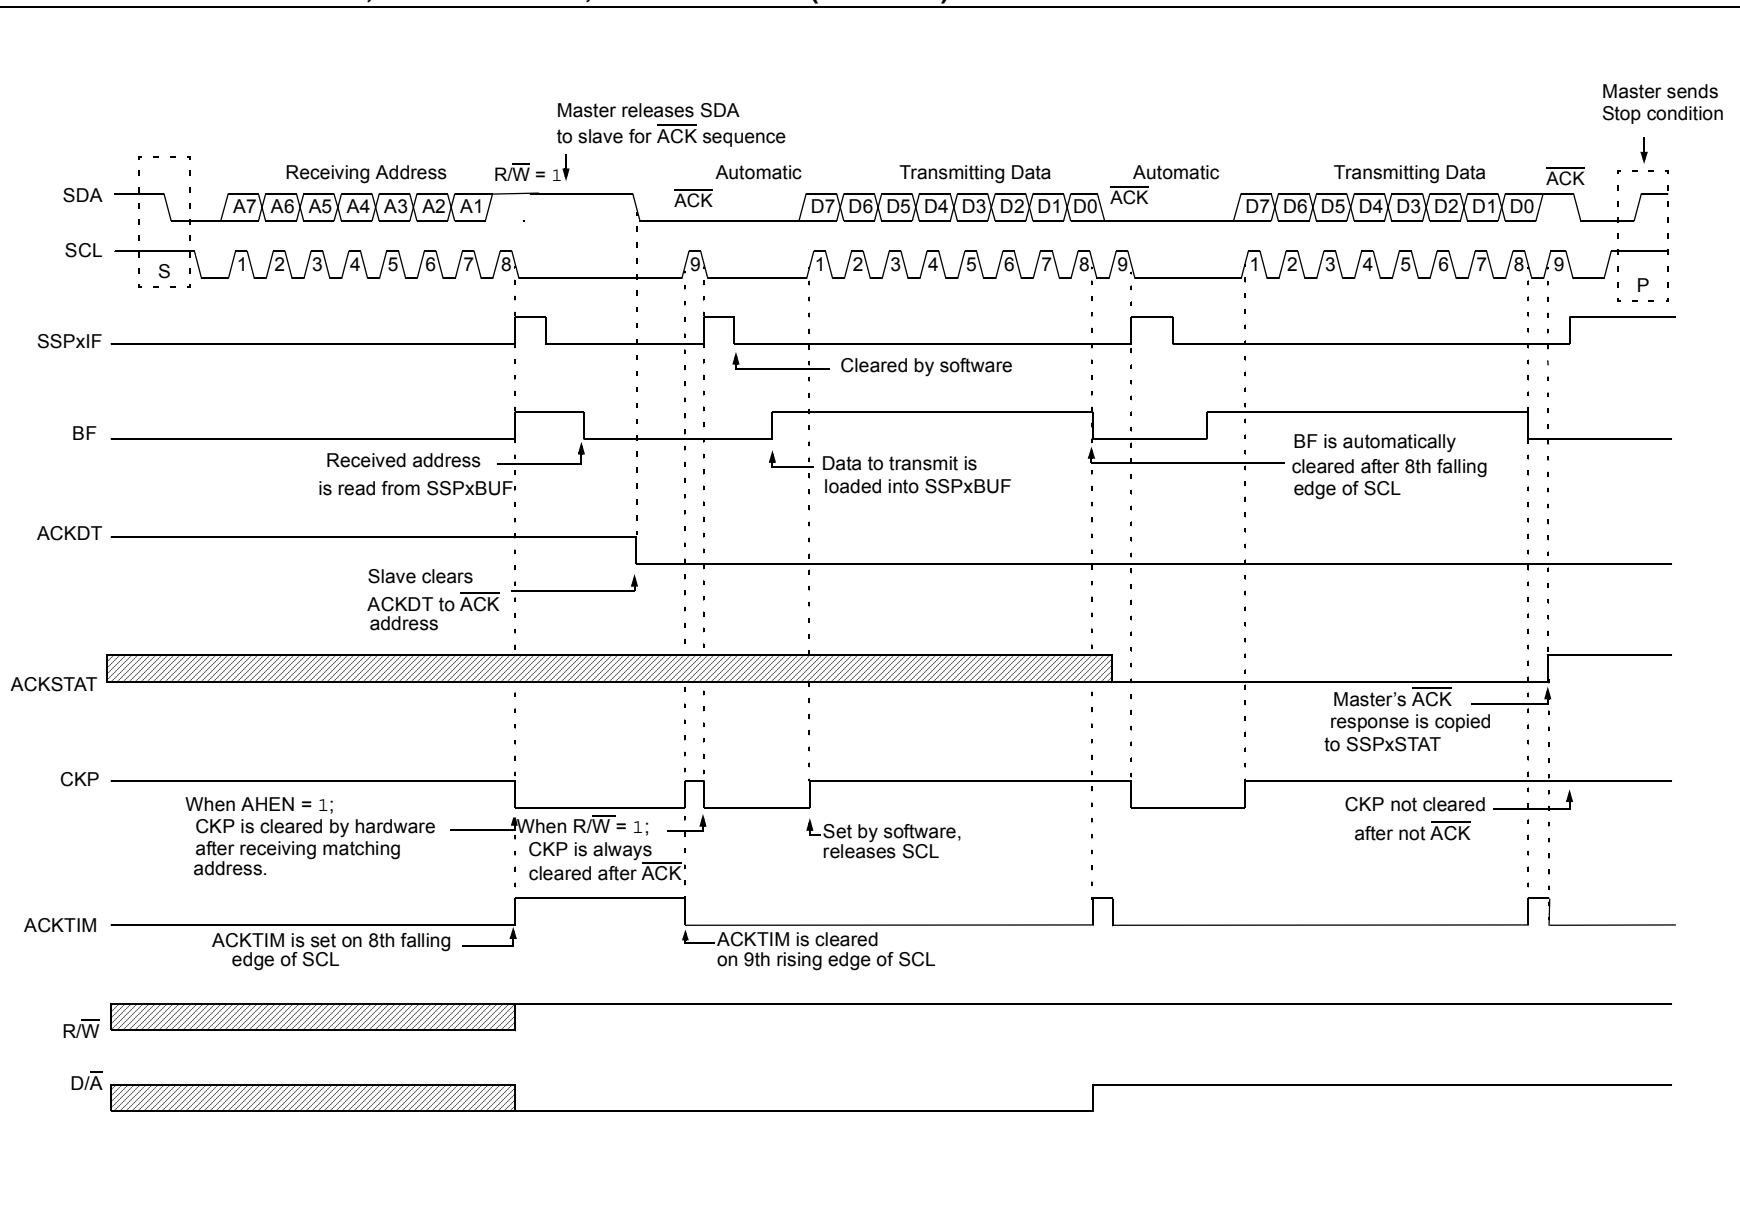 Master sends
Stop condition
Master releases SDA
to slave for ACK sequence
Receiving Address R/W = 1 Automatic Transmitting Data Automatic Transmitting Data ACK
SDA A7 A6 A5 A4 A3 A2 A1 ACK D7 D6 D5 D4 D3 D2 D1 D0 ACK D7 D6 D5 D4 D3 D2 D1 D0
SCL S 1 2 3 4 5 6 7 8 9 1 2 3 4 5 6 7 8 9 1 2 3 4 5 6 7 8 9 P
SSPxIF
Cleared by software
BF
Received address
is read from SSPxBUF
Data to transmit is
loaded into SSPxBUF
BF is automatically
cleared after 8th falling
edge of SCL
ACKDT
Slave clears
ACKDT to ACK
address
ACKSTAT
Master’s ACK
response is copied
to SSPxSTAT
CKP
When AHEN = 1;
CKP is cleared by hardware
after receiving matching
address.
When R/W = 1;
CKP is always
cleared after ACK
Set by software,
releases SCL
CKP not cleared
after not ACK
ACKTIM
ACKTIM is set on 8th falling
edge of SCL
ACKTIM is cleared
on 9th rising edge of SCL
R/W
D/A